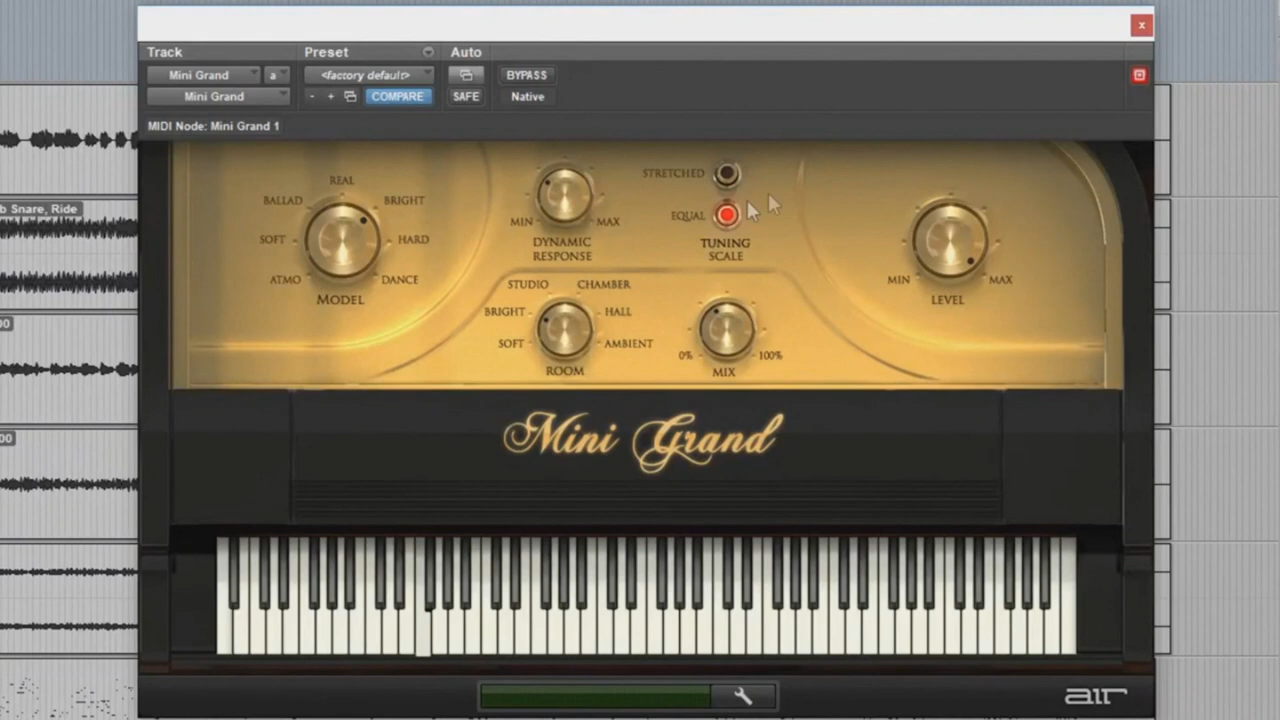 x
Track Preset Auto
Mini Grand a <factory default> BYPASS
Mini Grand - + COMPARE SAFE Native
MIDI Node: Mini Grand 1
b Snare, Ride
00
00
REAL
BALLAD BRIGHT
SOFT HARD
ATMO DANCE
MODEL
MIN MAX
DYNAMIC
RESPONSE
STRETCHED
EQUAL
TUNING
SCALE
MIN MAX
LEVEL
STUDIO CHAMBER
BRIGHT HALL
SOFT AMBIENT
ROOM
0% 100%
MIX
Mini Grand
air